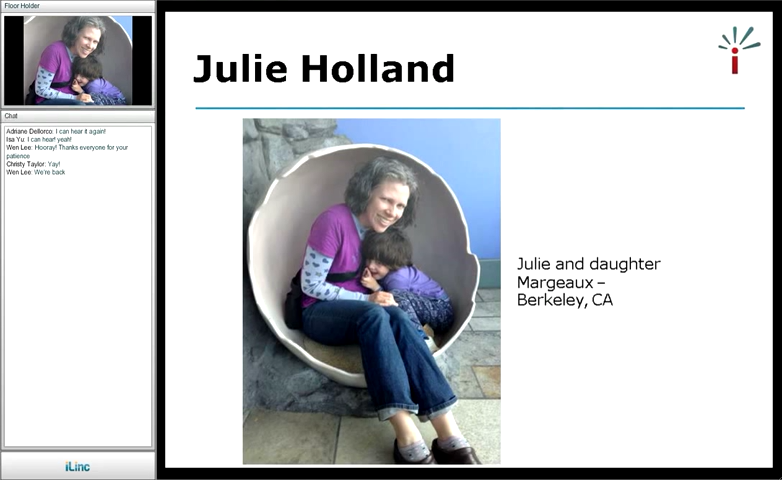 Floor Holder
Chat
Adriane Dellorco: I can hear it again!
Isa Yu: I can hear! yeah!
Wen Lee: Hooray! Thanks everyone for your
patience
Christy Taylor: Yay!
Wen Lee: We're back
iLinc
Julie Holland
Julie and daughter
Margeaux –
Berkeley, CA